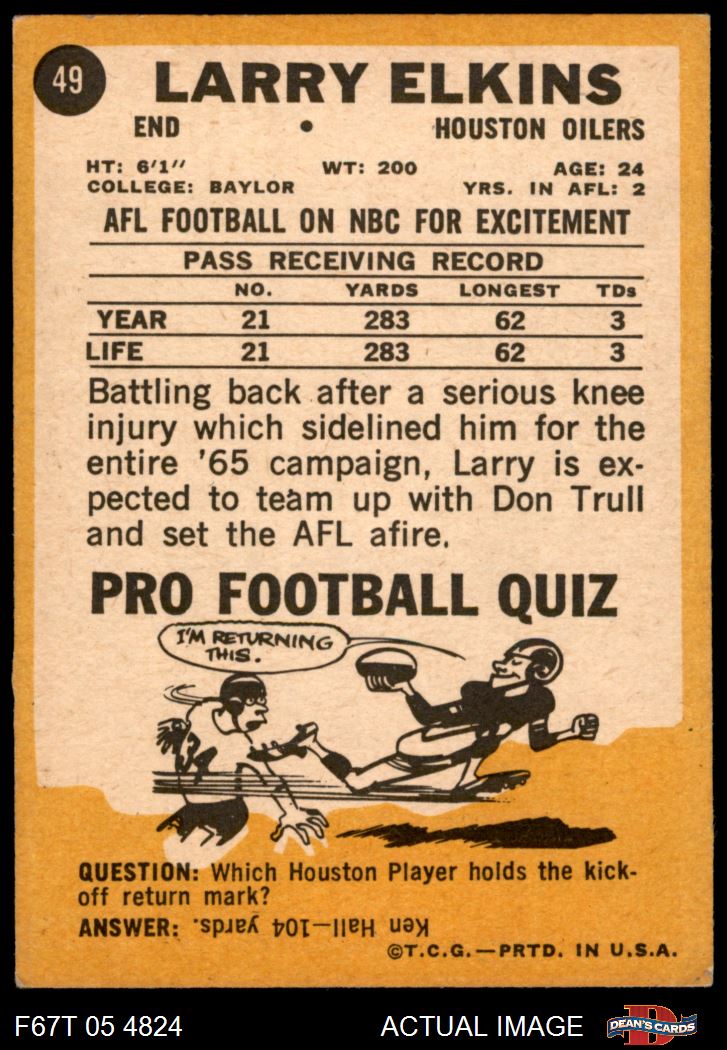 49
LARRY ELKINS
END • HOUSTON OILERS
HT: 6'1" WT: 200 AGE: 24
COLLEGE: BAYLOR YRS. IN AFL: 2
AFL FOOTBALL ON NBC FOR EXCITEMENT
PASS RECEIVING RECORD
NO. YARDS LONGEST TDs
YEAR 21 283 62 3
LIFE 21 283 62 3
Battling back after a serious knee
injury which sidelined him for the
entire '65 campaign, Larry is ex-
pected to team up with Don Trull
and set the AFL afire.
PRO FOOTBALL QUIZ
I'M RETURNING
THIS.
34
QUESTION: Which Houston Player holds the kick-
off return mark?
ANSWER: Ken Hall—104 yards.
©T.C.G.—PRTD. IN U.S.A.
F67T 05 4824 ACTUAL IMAGE D DEAN'S CARDS